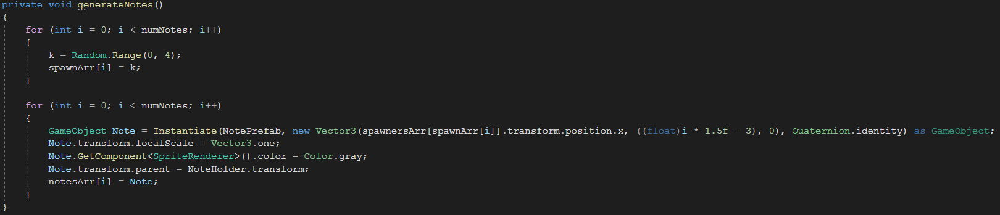 private void generateNotes()
{
    for (int i = 0; i < numNotes; i++)
    {
        k = Random.Range(0, 4);
        spawnArr[i] = k;
    }

    for (int i = 0; i < numNotes; i++)
    {
        GameObject Note = Instantiate(NotePrefab, new Vector3(spawnersArr[spawnArr[i]].transform.position.x, ((float)i * 1.5f - 3), 0), Quaternion.identity) as GameObject;
        Note.transform.localScale = Vector3.one;
        Note.GetComponent<SpriteRenderer>().color = Color.gray;
        Note.transform.parent = NoteHolder.transform;
        notesArr[i] = Note;
    }
}